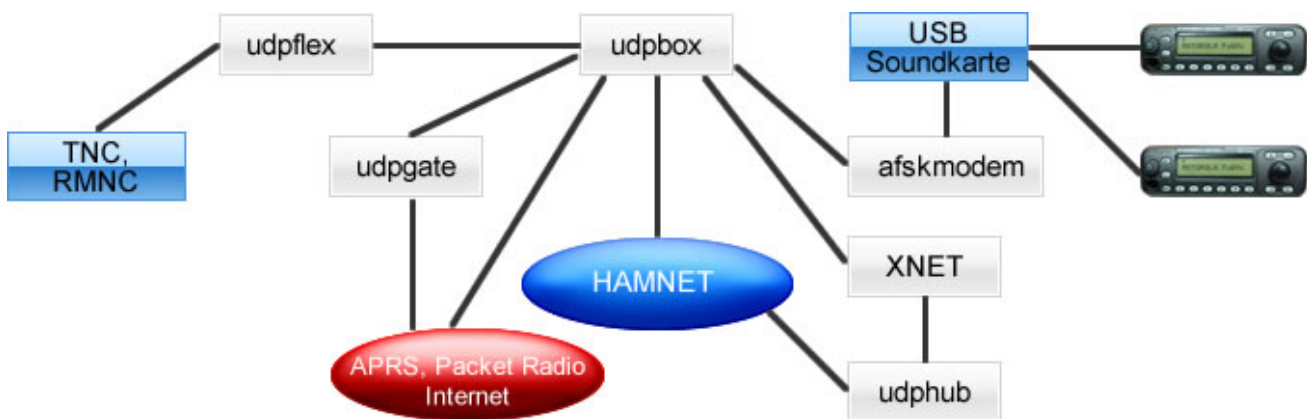 udpflex
udpbox
USB
Soundkarte
TNC,
RMNC
udpgate
afskmodem
HAMNET
XNET
APRS, Packet Radio
Internet
udphub